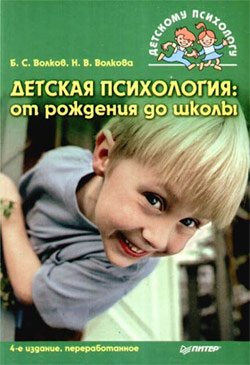 ДЕТСКОМУ ПСИХОЛОГУ
Б. С. Волков, Н. В. Волкова
ДЕТСКАЯ ПСИХОЛОГИЯ:
от рождения до школы
4-е издание, переработанное
ПИТЕР®